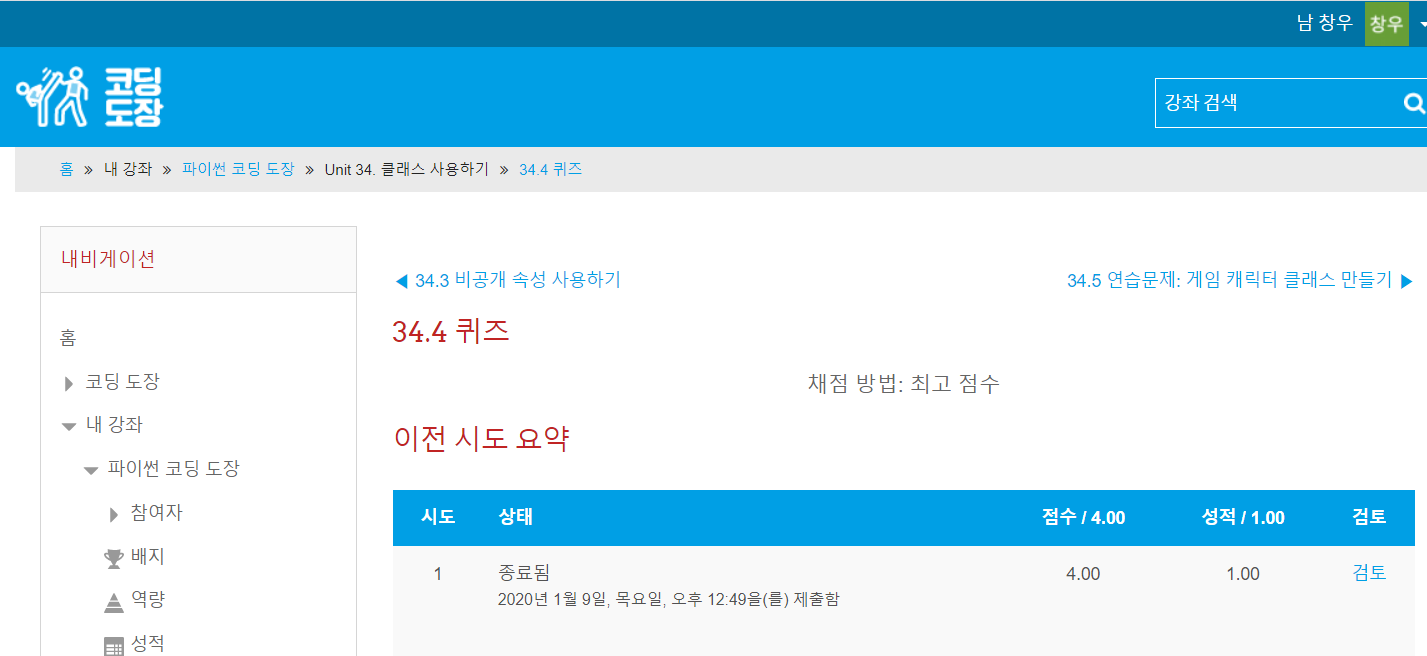 남 창우 창우
코딩
도장
강좌 검색
홈 » 내 강좌 » 파이썬 코딩 도장 » Unit 34. 클래스 사용하기 » 34.4 퀴즈
내비게이션
홈
코딩 도장
내 강좌
파이썬 코딩 도장
참여자
배지
역량
성적
◀ 34.3 비공개 속성 사용하기
34.5 연습문제: 게임 캐릭터 클래스 만들기 ▶
34.4 퀴즈
채점 방법: 최고 점수
이전 시도 요약
시도 상태 점수 / 4.00 성적 / 1.00 검토
1 종료됨 4.00 1.00 검토
2020년 1월 9일, 목요일, 오후 12:49을(를) 제출함